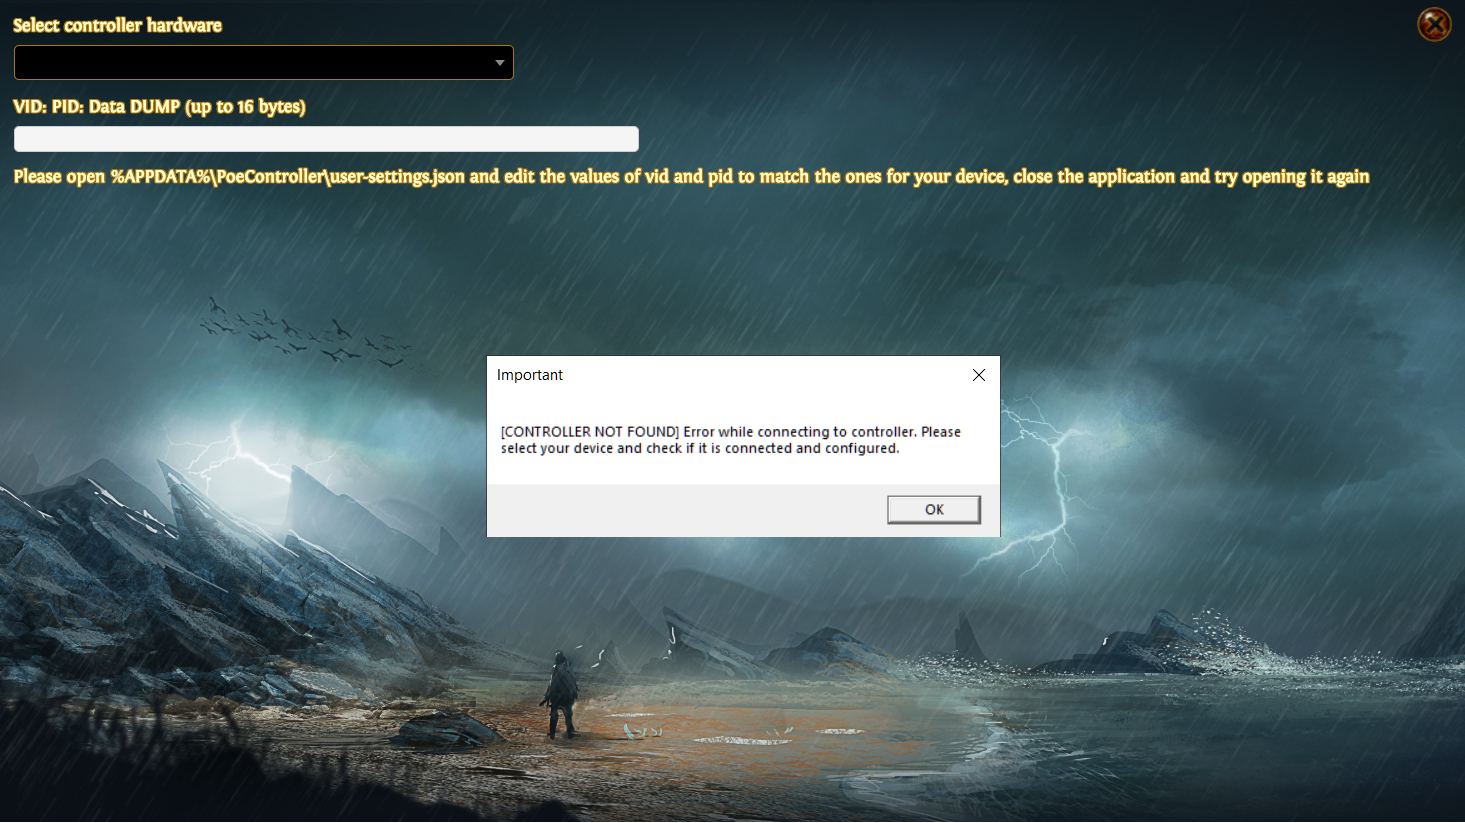 Select controller hardware
VID: PID: Data DUMP (up to 16 bytes)
Please open %APPDATA%\PoeController\user-settings.json and edit the values of vid and pid to match the ones for your device, close the application and try opening it again
Important
[CONTROLLER NOT FOUND] Error while connecting to controller. Please
select your device and check if it is connected and configured.
OK